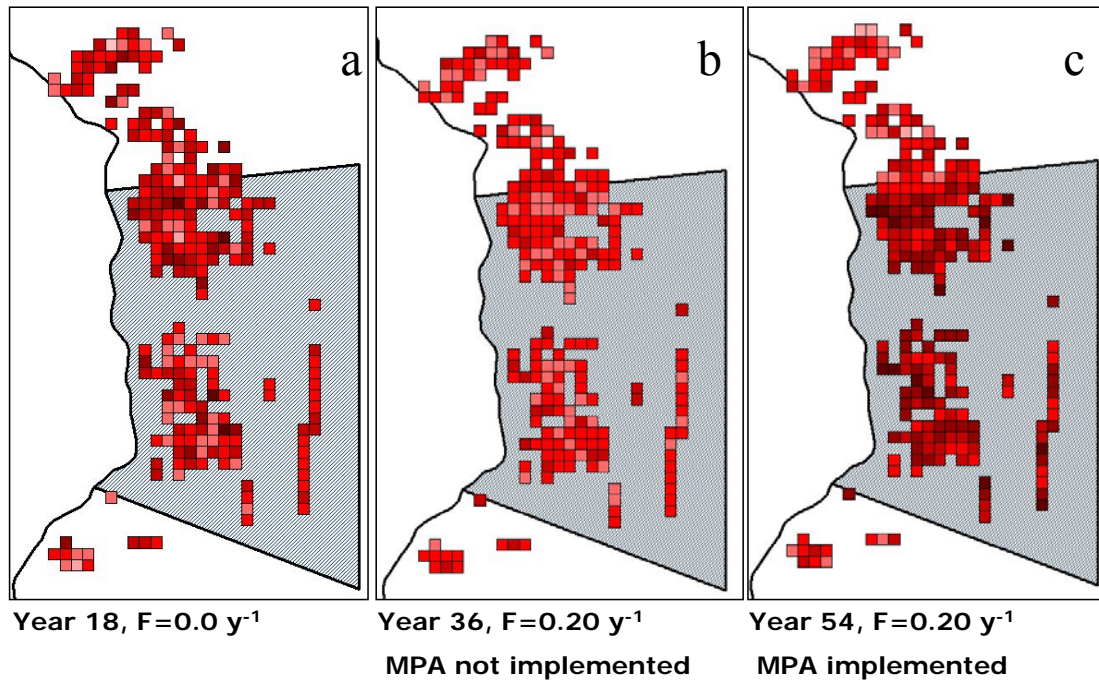 a
b
c
Year 18, F=0.0 y-1
Year 36, F=0.20 y-1
Year 54, F=0.20 y-1
MPA not implemented
MPA implemented